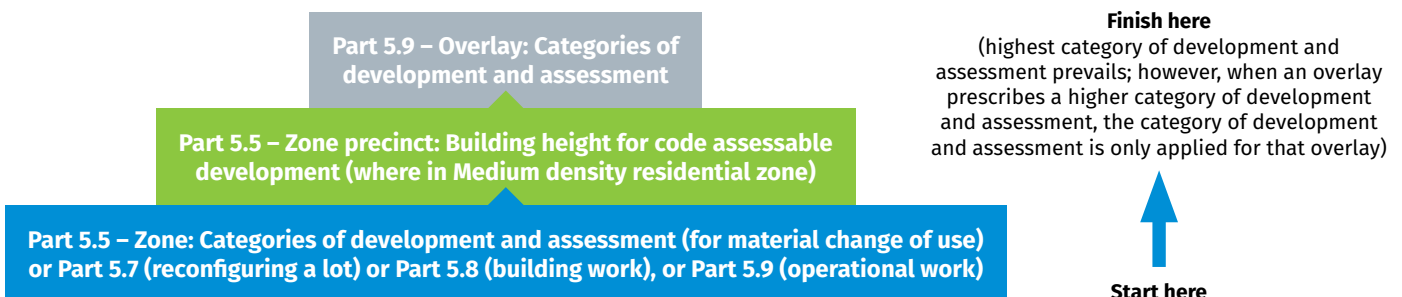 Part 5.9 – Overlay: Categories of
development and assessment
Part 5.5 – Zone precinct: Building height for code assessable
development (where in Medium density residential zone)
Part 5.5 – Zone: Categories of development and assessment (for material change of use)
or Part 5.7 (reconfiguring a lot) or Part 5.8 (building work), or Part 5.9 (operational work)
Finish here
(highest category of development and
assessment prevails; however, when an overlay
prescribes a higher category of development
and assessment, the category of development
and assessment is only applied for that overlay)
Start here